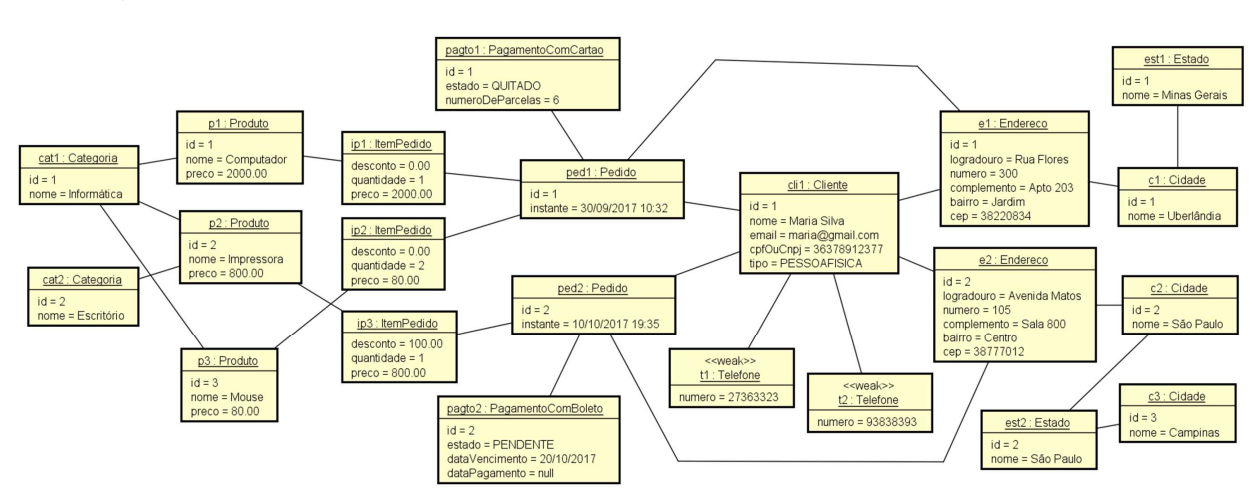 pagto1 : PagamentoComCartao
id = 1
estado = QUITADO
numeroDeParcelas = 6
est1 : Estado
id = 1
nome = Minas Gerais
p1 : Produto
id = 1
nome = Computador
preco = 2000.00
e1 : Endereco
id = 1
logradouro = Rua Flores
numero = 300
complemento = Apto 203
bairro = Jardim
cep = 38220834
cat1 : Categoria
id = 1
nome = Informática
ip1 : ItemPedido
desconto = 0.00
quantidade = 1
preco = 2000.00
ped1 : Pedido
id = 1
instante = 30/09/2017 10:32
cli1 : Cliente
id = 1
nome = Maria Silva
email = maria@gmail.com
cpfOuCnpj = 36378912377
tipo = PESSOAFISICA
c1 : Cidade
id = 1
nome = Uberlândia
p2 : Produto
id = 2
nome = Impressora
preco = 800.00
ip2 : ItemPedido
desconto = 0.00
quantidade = 2
preco = 80.00
e2 : Endereco
id = 2
logradouro = Avenida Matos
numero = 105
complemento = Sala 800
bairro = Centro
cep = 38777012
cat2 : Categoria
id = 2
nome = Escritório
ped2 : Pedido
id = 2
instante = 10/10/2017 19:35
c2 : Cidade
id = 2
nome = São Paulo
ip3 : ItemPedido
desconto = 100.00
quantidade = 1
preco = 800.00
p3 : Produto
id = 3
nome = Mouse
preco = 80.00
<<weak>>
t1 : Telefone
numero = 27363323
<<weak>>
t2 : Telefone
numero = 93838393
c3 : Cidade
id = 3
nome = Campinas
pagto2 : PagamentoComBoleto
id = 2
estado = PENDENTE
dataVencimento = 20/10/2017
dataPagamento = null
est2 : Estado
id = 2
nome = São Paulo